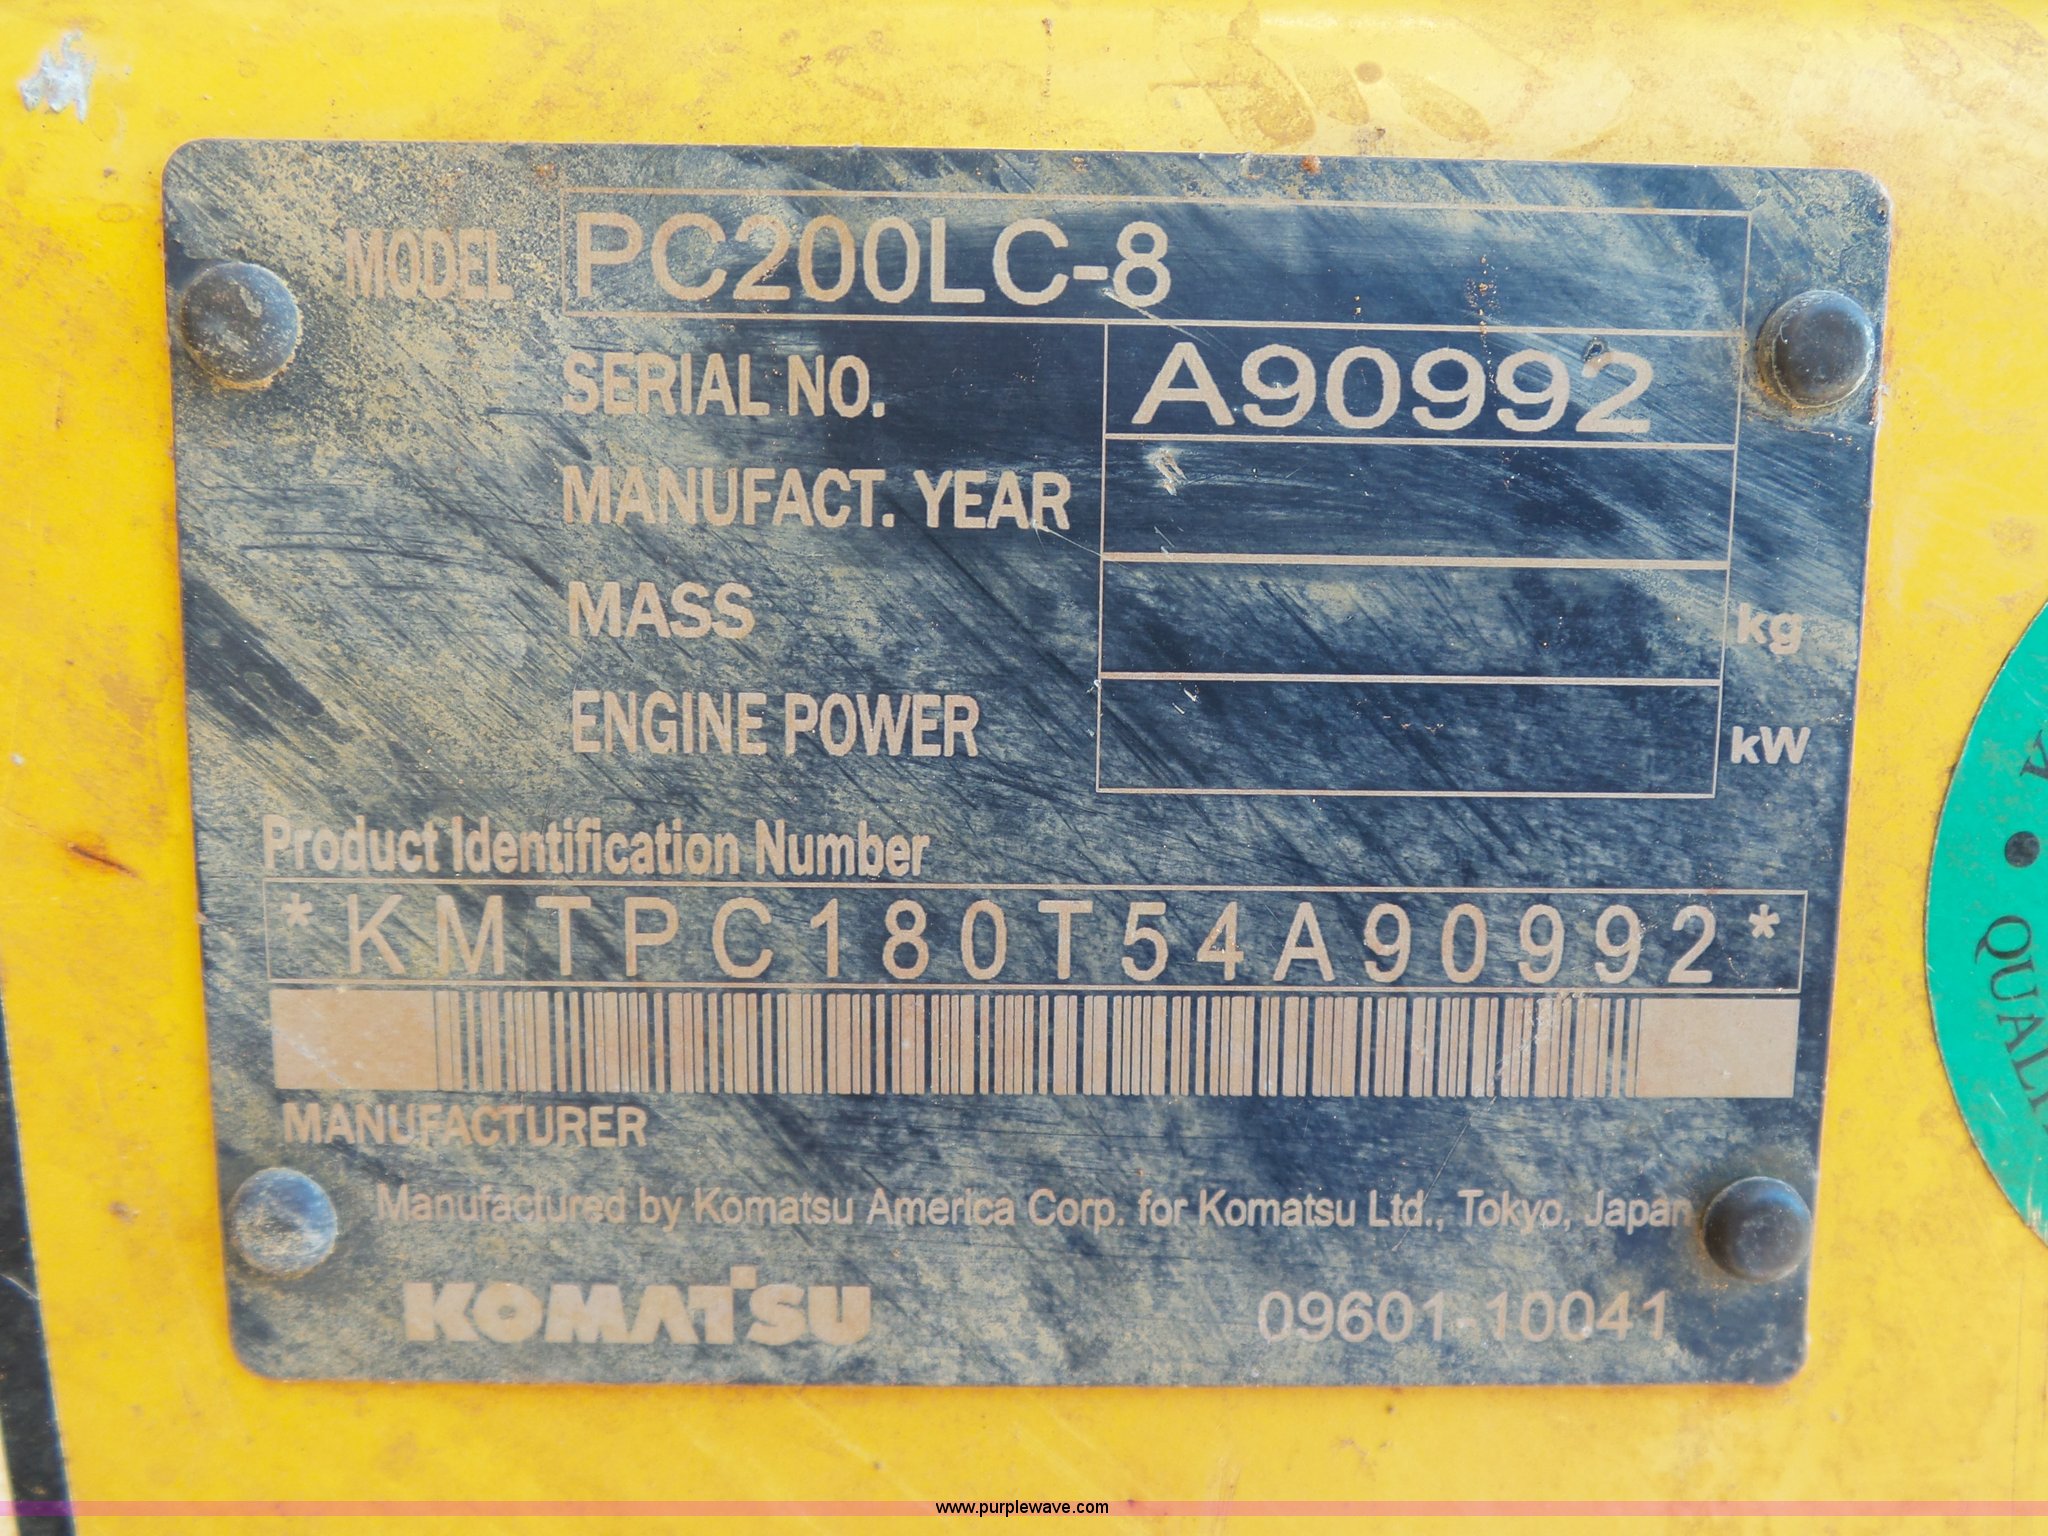 MODEL PC200LC-8
SERIAL NO. A90992
MANUFACT. YEAR
MASS kg
ENGINE POWER kW
Product Identification Number
*KMTPC180T54A90992*
MANUFACTURER
Manufactured by Komatsu America Corp. for Komatsu Ltd., Tokyo, Japan
KOMATSU 09601-10041
www.purplewave.com